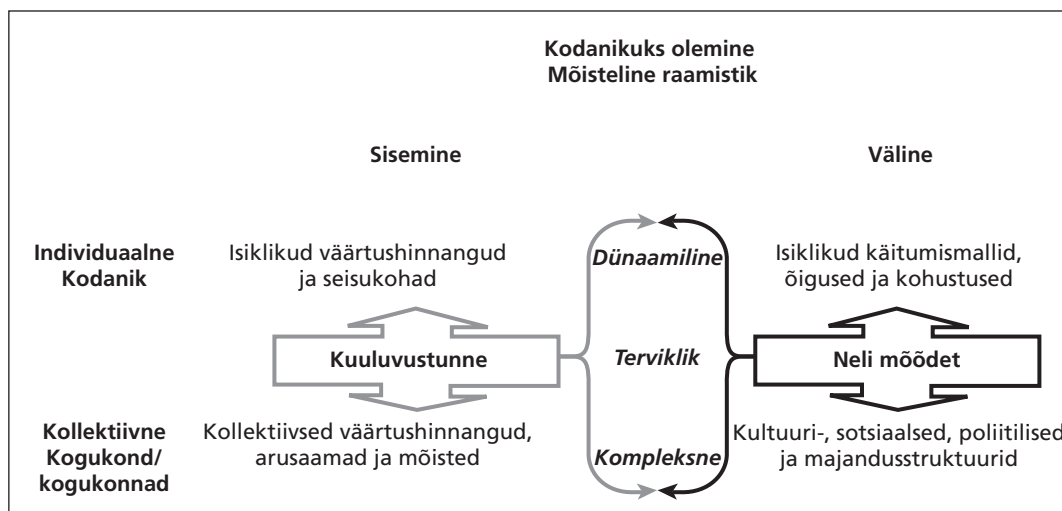 Kodanikuks olemine
Mõisteline raamistik
Sisemine
Väline
Individuaalne
Kodanik
Isiklikud väärtushinnangud
ja seisukohad
Dünaamiline
Isiklikud käitumismallid,
õigused ja kohustused
Kuuluvustunne
Terviklik
Neli mõõdet
Kollektiivne
Kogukond/
kogukonnad
Kollektiivsed väärtushinnangud,
arusaamad ja mõisted
Kompleksne
Kultuuri-, sotsiaalsed, poliitilised
ja majandusstruktuurid